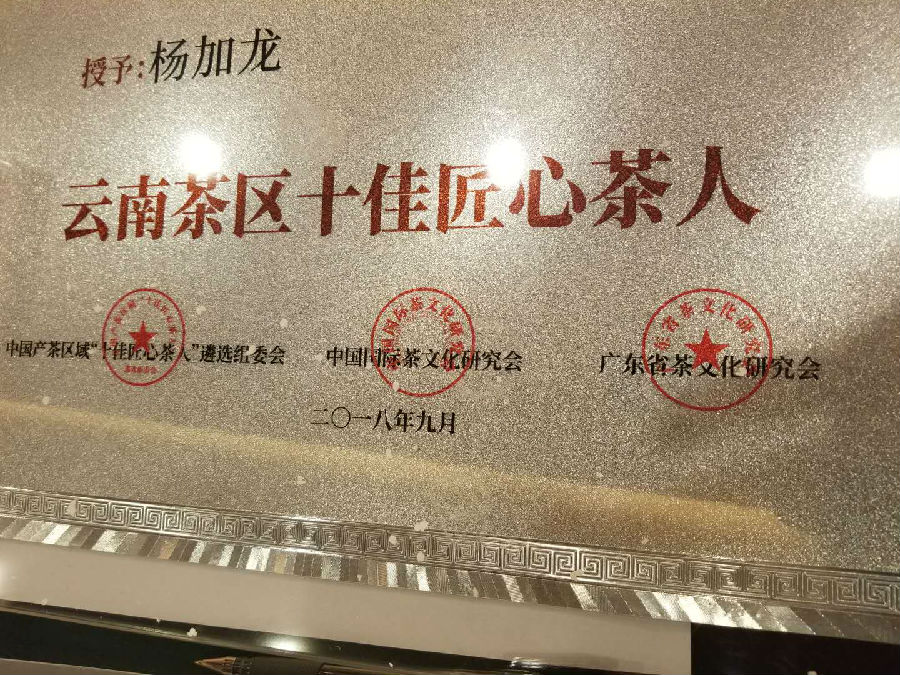 授予:杨加龙
云南茶区十佳匠心茶人
中国产茶区域“十佳匠心茶人”遴选组委会
中国国际茶文化研究会
广东省茶文化研究会
二〇一八年九月